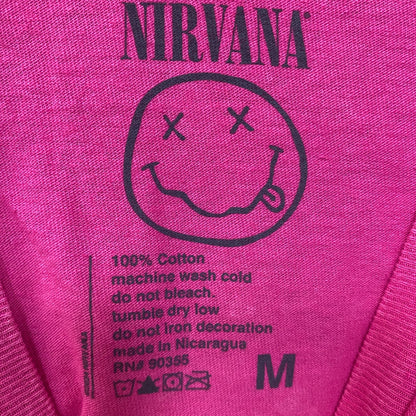 NIRVANA®
100% Cotton
machine wash cold
do not bleach.
tumble dry low
do not iron decoration
made in Nicaragua
RN# 90355
M